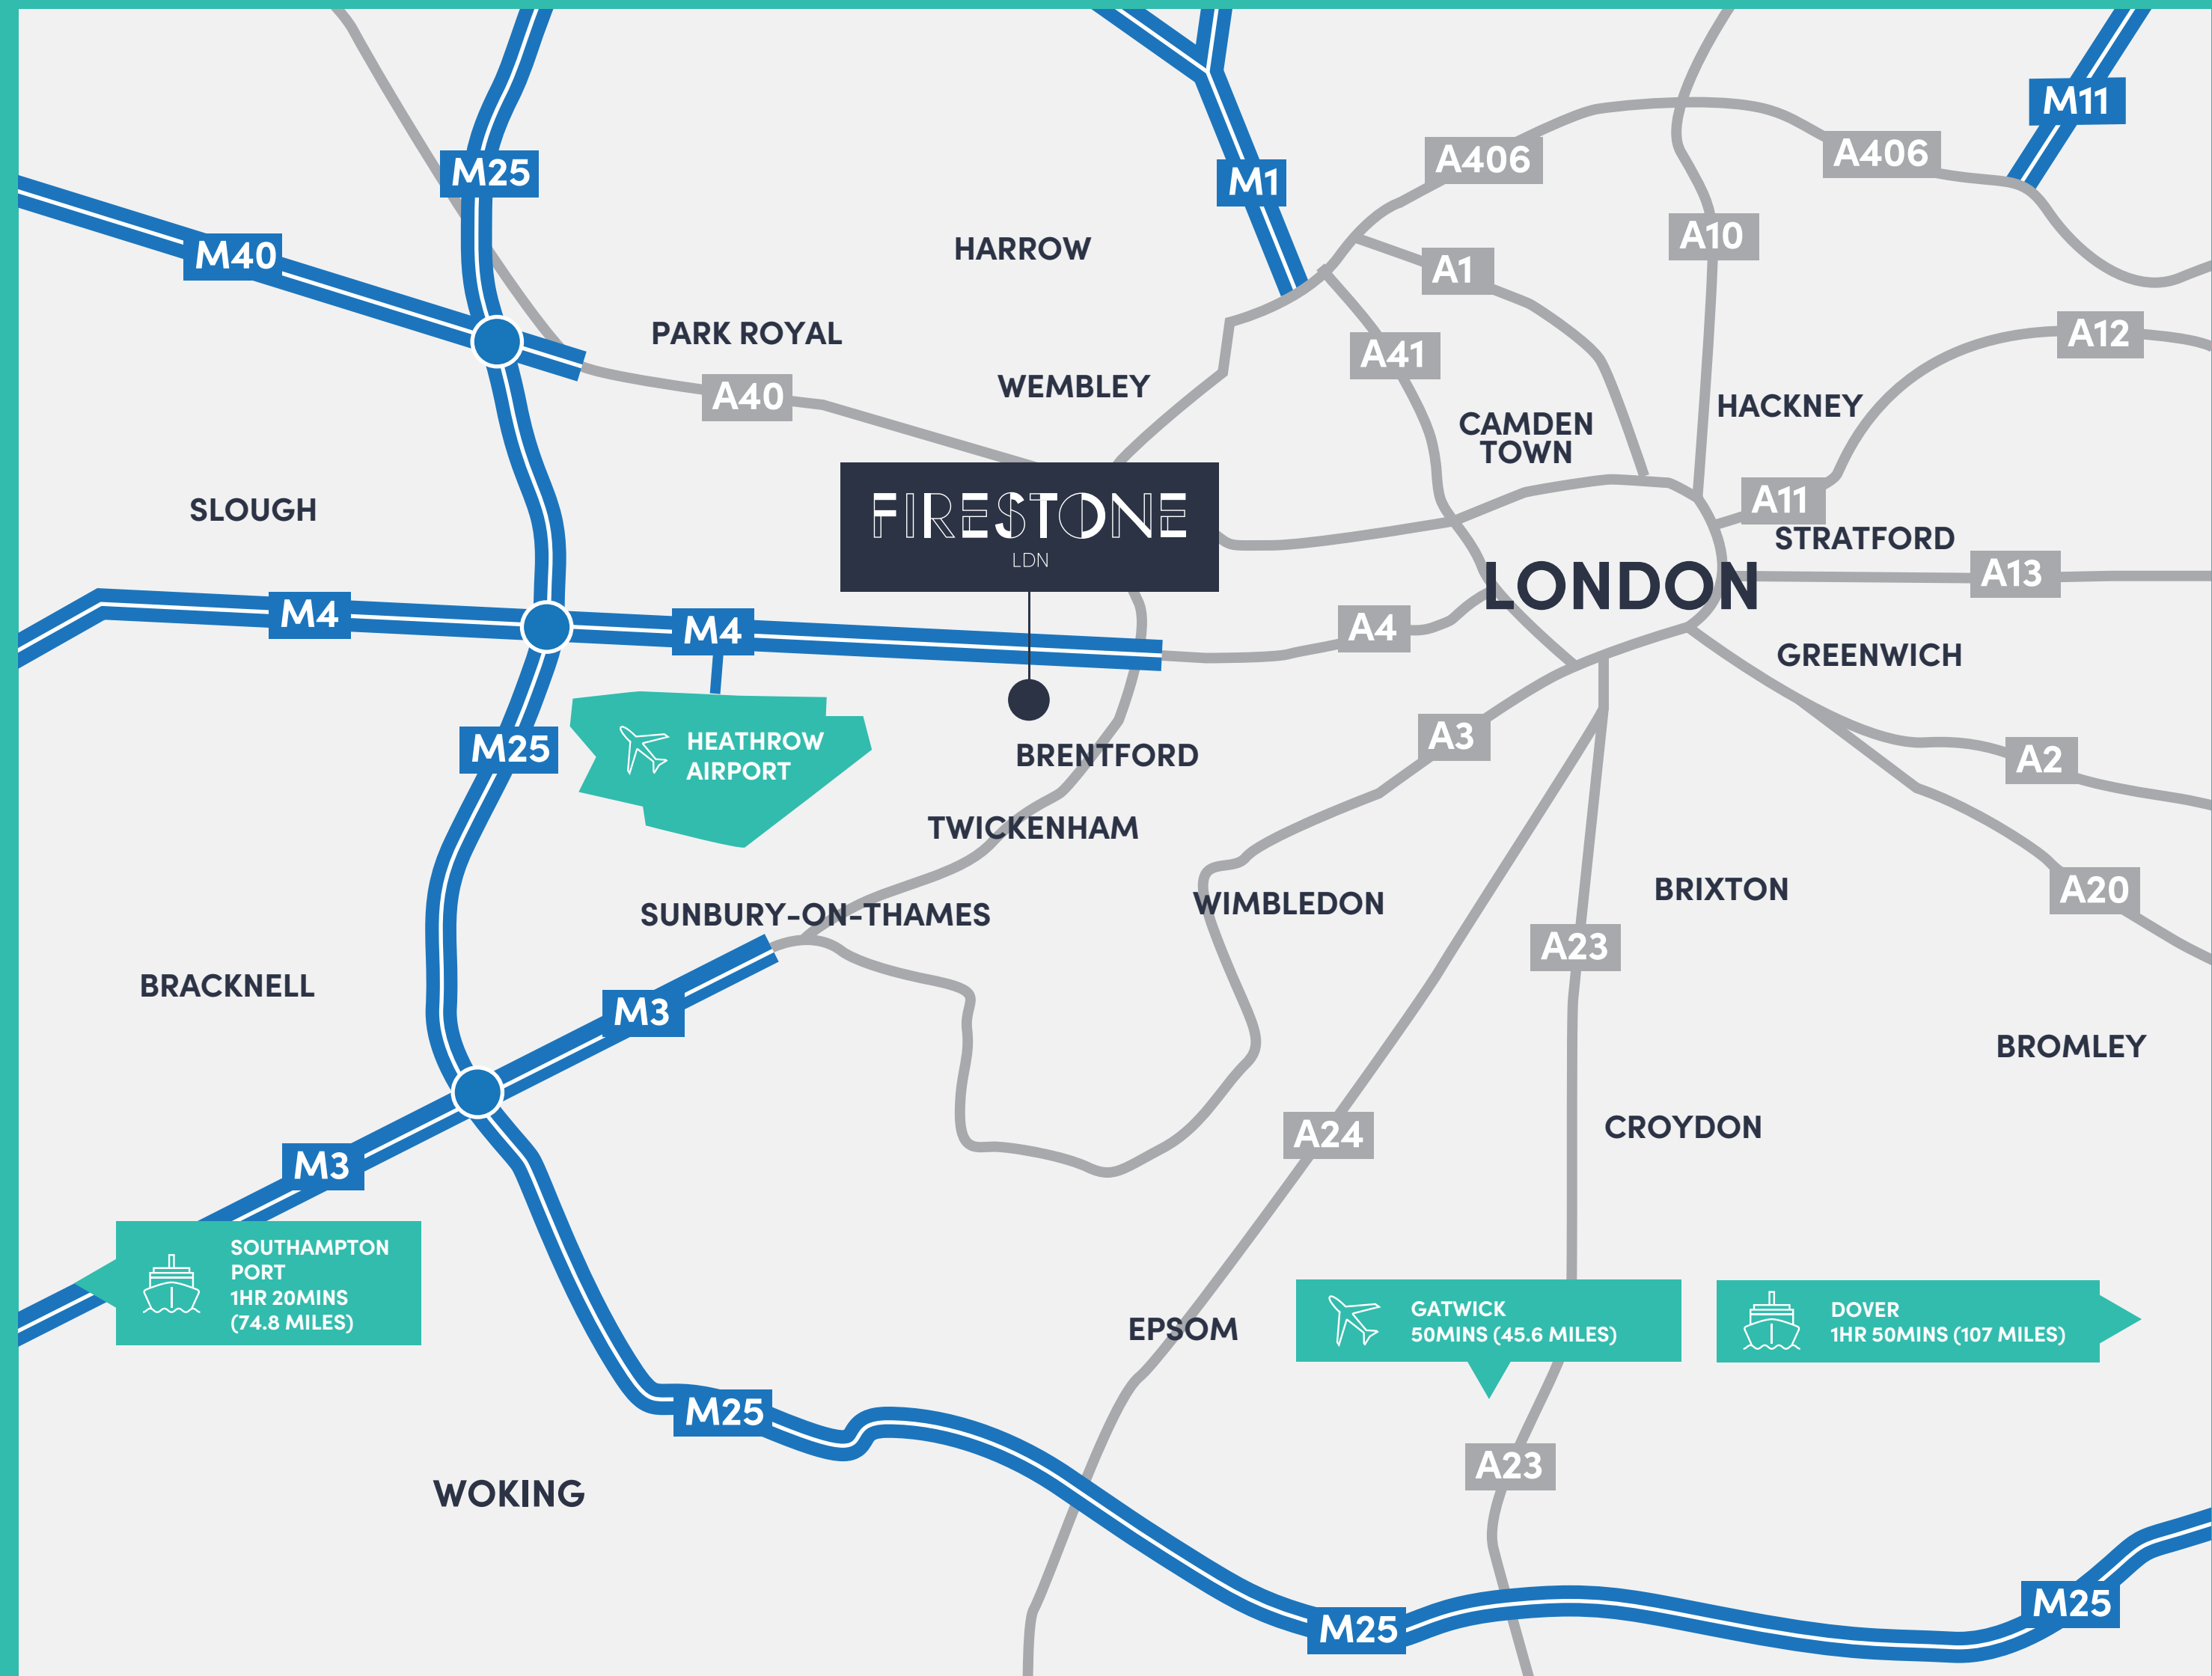 M11
M25
M1
A406
A406
M40
A10
HARROW
A1
PARK ROYAL
A12
A41
WEMBLEY
A40
HACKNEY
CAMDEN
TOWN
SLOUGH
A11
FIRESTONE
LDN
STRATFORD
LONDON
A13
M4
M4
A4
GREENWICH
M25
HEATHROW
AIRPORT
A3
BRENTFORD
A2
TWICKENHAM
BRIXTON
A20
WIMBLEDON
SUNBURY-ON-THAMES
A23
BRACKNELL
M3
BROMLEY
CROYDON
A24
M3
SOUTHAMPTON
PORT
1HR 20MINS
(74.8 MILES)
EPSOM
GATWICK
50MINS (45.6 MILES)
DOVER
1HR 50MINS (107 MILES)
M25
A23
WOKING
M25
M25